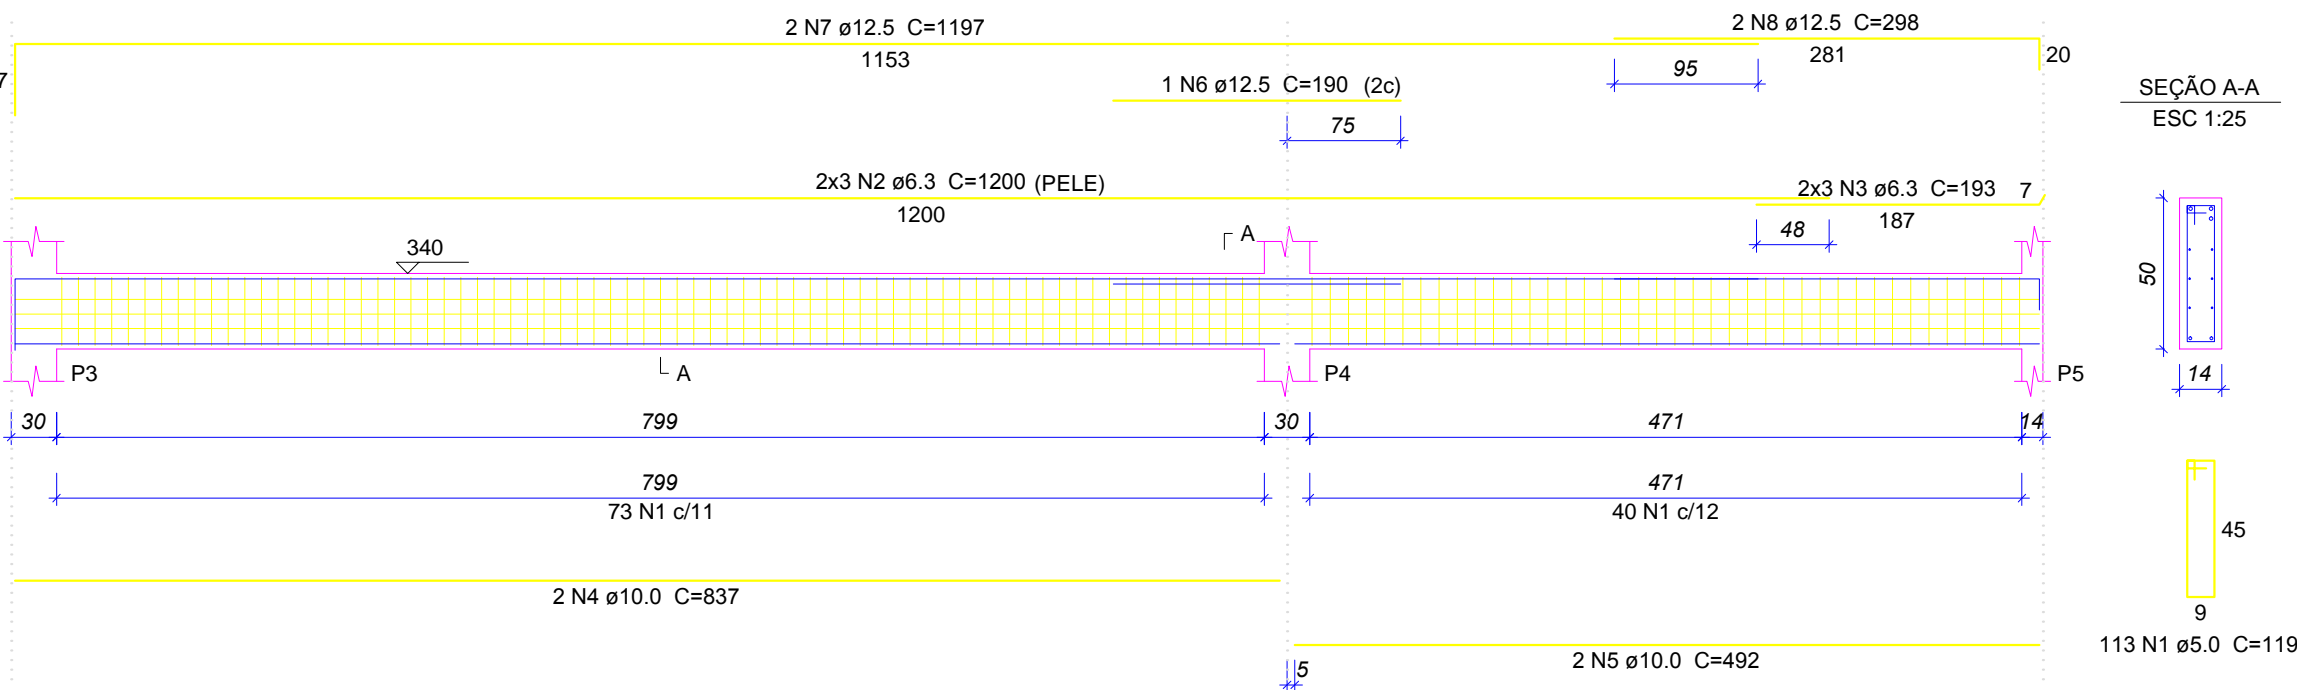 2 N7 ø12.5 C=1197
1153
2 N8 ø12.5 C=298
281
20
7
95
1 N6 ø12.5 C=190 (2c)
75
SEÇÃO A-A
ESC 1:25
2x3 N2 ø6.3 C=1200 (PELE)
1200
2x3 N3 ø6.3 C=193 7
187
48
A
340
50
14
P3
A
P4
P5
30
799
30
471
14
799
73 N1 c/11
471
40 N1 c/12
45
9
113 N1 ø5.0 C=119
2 N4 ø10.0 C=837
2 N5 ø10.0 C=492
5